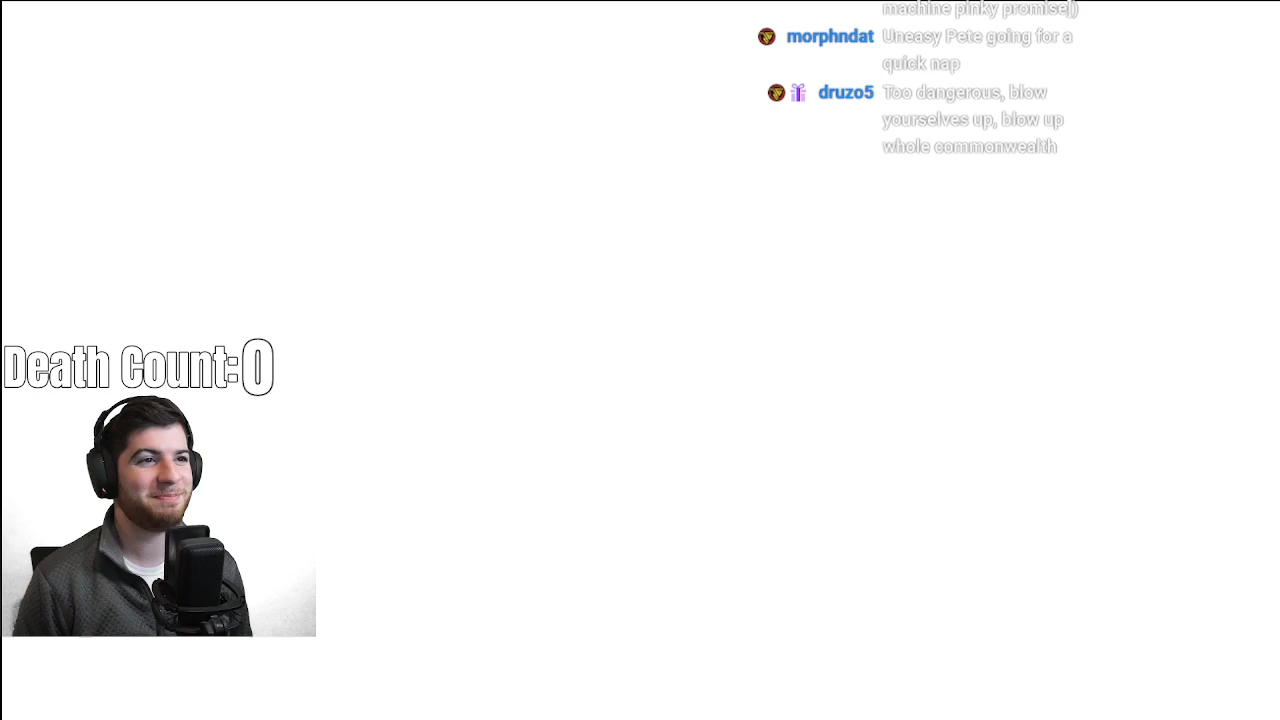 machine pinky promise|)
morphndat Uneasy Pete going for a
quick nap
druzo5 Too dangerous, blow
yourselves up, blow up
whole commonwealth
Death Count:0